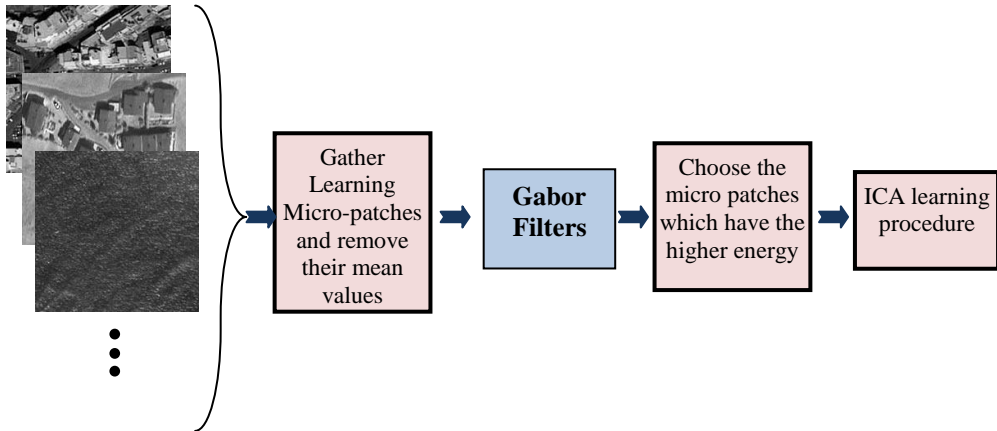 Gather
Learning
Micro-patches
and remove
their mean
values
Gabor
Filters
Choose the
micro patches
which have the
higher energy
ICA learning
procedure